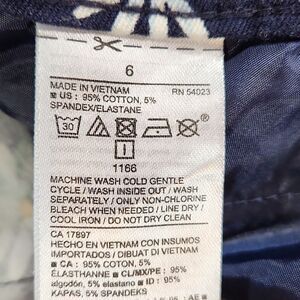 6
MADE IN VIETNAM RN 54023
■ US: 95% COTTON, 5%
SPANDEX/ELASTANE
30
I
1166
MACHINE WASH COLD GENTLE
CYCLE / WASH INSIDE OUT / WASH
SEPARATELY / ONLY NON-CHLORINE
BLEACH WHEN NEEDED / LINE DRY /
COOL IRON / DO NOT DRY CLEAN
CA 17897
HECHO EN VIETNAM CON INSUMOS
IMPORTADOS / DIBUAT DI VIETNAM
■ CA: 95% COTON, 5%
ÉLASTHANNE ■ CL/MX/PE: 95%
algodón, 5% elastano ■ ID: 95%
KAPAS, 5% SPANDEKS